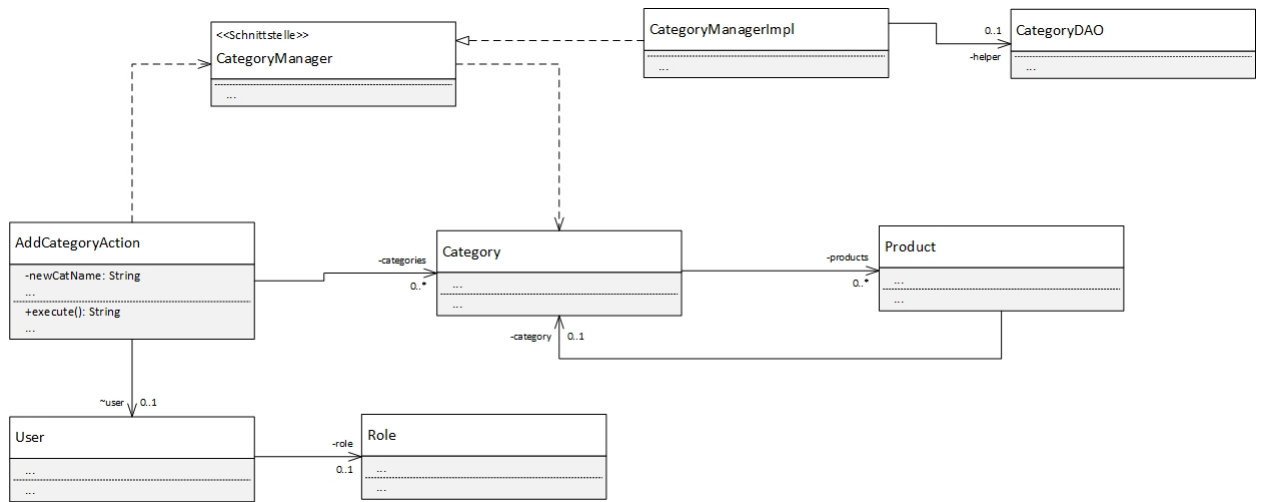 <<Schnittstelle>>
CategoryManager
...
CategoryManagerImpl
...
0..1
-helper
CategoryDAO
...
AddCategoryAction
-newCatName: String
...
+execute(): String
...
-categories
0..*
Category
...
...
-products
0..*
Product
...
...
-category
0..1
~user
0..1
User
...
...
-role
0..1
Role
...
...